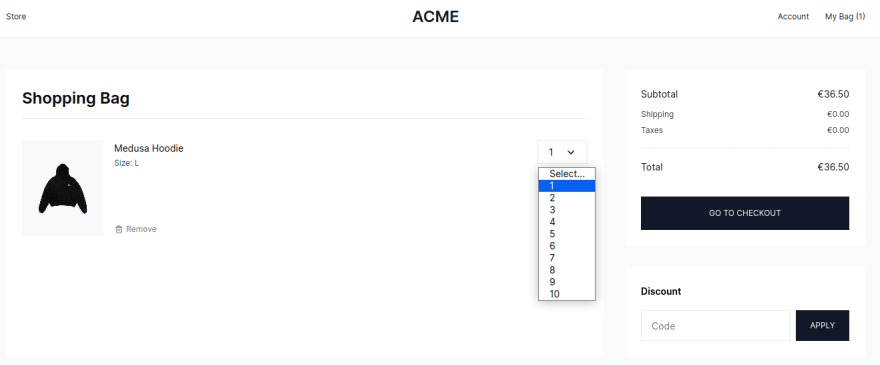 Store
ACME
Account
My Bag (1)
Shopping Bag
Medusa Hoodie
Size: L
Remove
1
Select...
1
2
3
4
5
6
7
8
9
10
Subtotal €36.50
Shipping €0.00
Taxes €0.00
Total €36.50
GO TO CHECKOUT
Discount
Code
APPLY